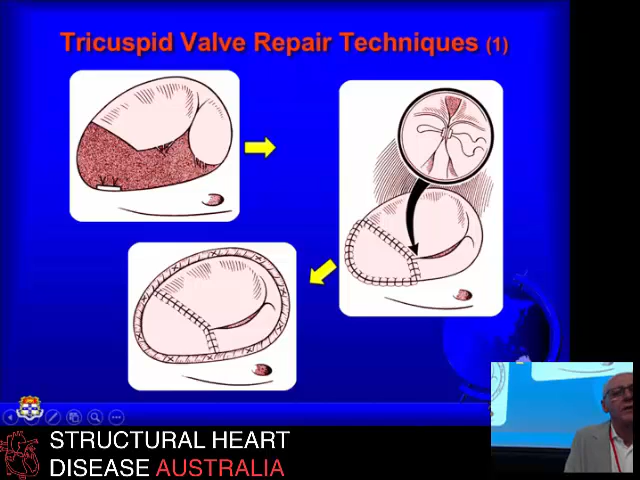 Tricuspid Valve Repair Techniques (1)
STRUCTURAL HEART
DISEASE AUSTRALIA